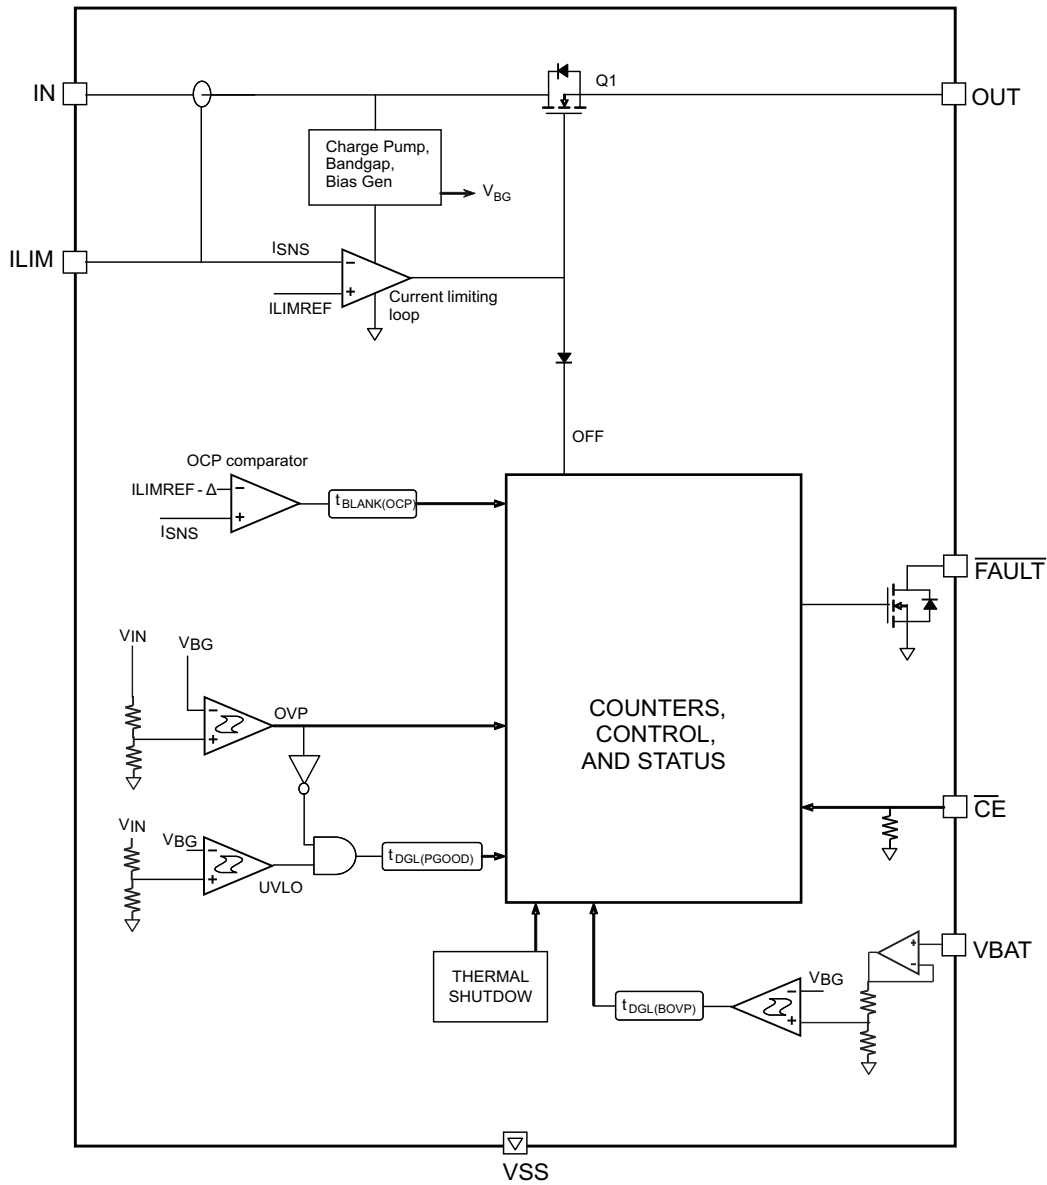 Q1
IN
OUT
Charge Pump,
Bandgap,
Bias Gen
VBG
ILIM
ISNS
-
+
ILIMREF
Current limiting
loop
OFF
OCP comparator
ILIMREF - Δ
-
+
ISNS
tBLANK(OCP)
FAULT
VIN
VBG
-
+
OVP
COUNTERS,
CONTROL,
AND STATUS
CE
VIN
VBG
-
+
UVLO
tDGL(PGOOD)
THERMAL
SHUTDOW
VBAT
+
-
VBG
-
+
tDGL(BOVP)
VSS